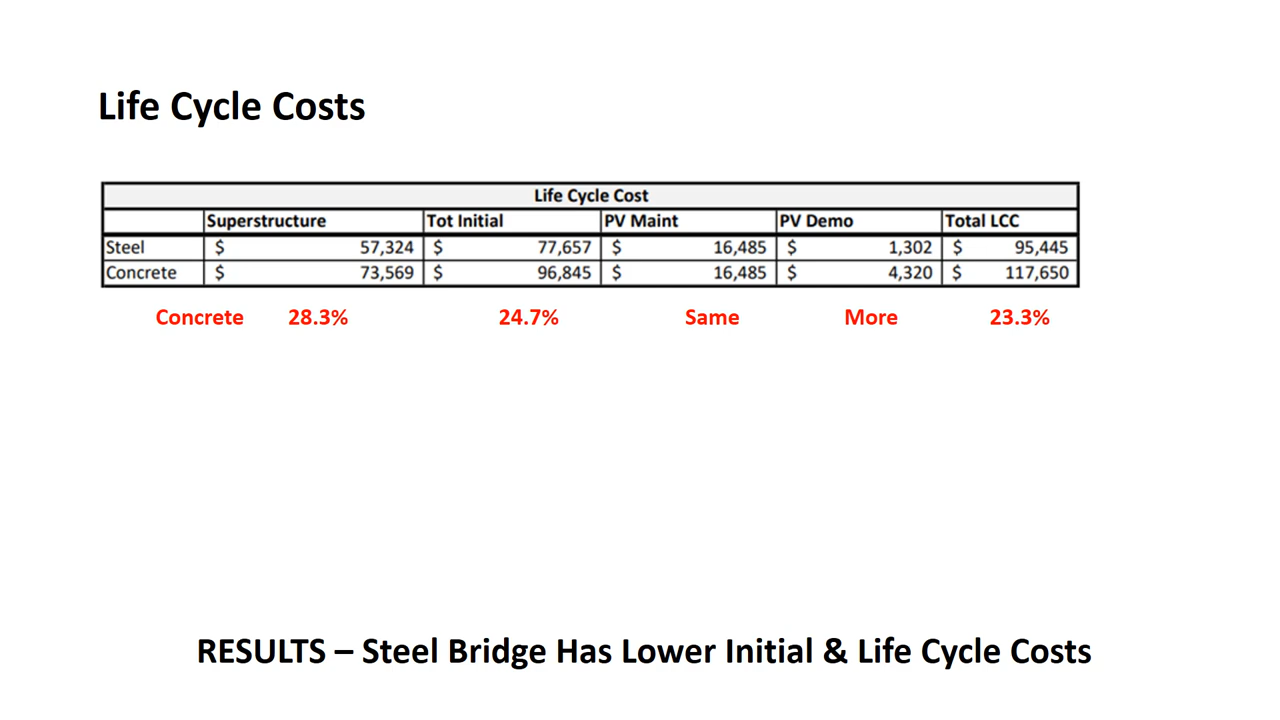 Life Cycle Costs
Life Cycle Cost
Superstructure Tot Initial PV Maint PV Demo Total LCC
Steel $ 57,324 $ 77,657 $ 16,485 $ 1,302 $ 95,445
Concrete $ 73,569 $ 96,845 $ 16,485 $ 4,320 $ 117,650
Concrete 28.3% 24.7% Same More 23.3%
RESULTS – Steel Bridge Has Lower Initial & Life Cycle Costs